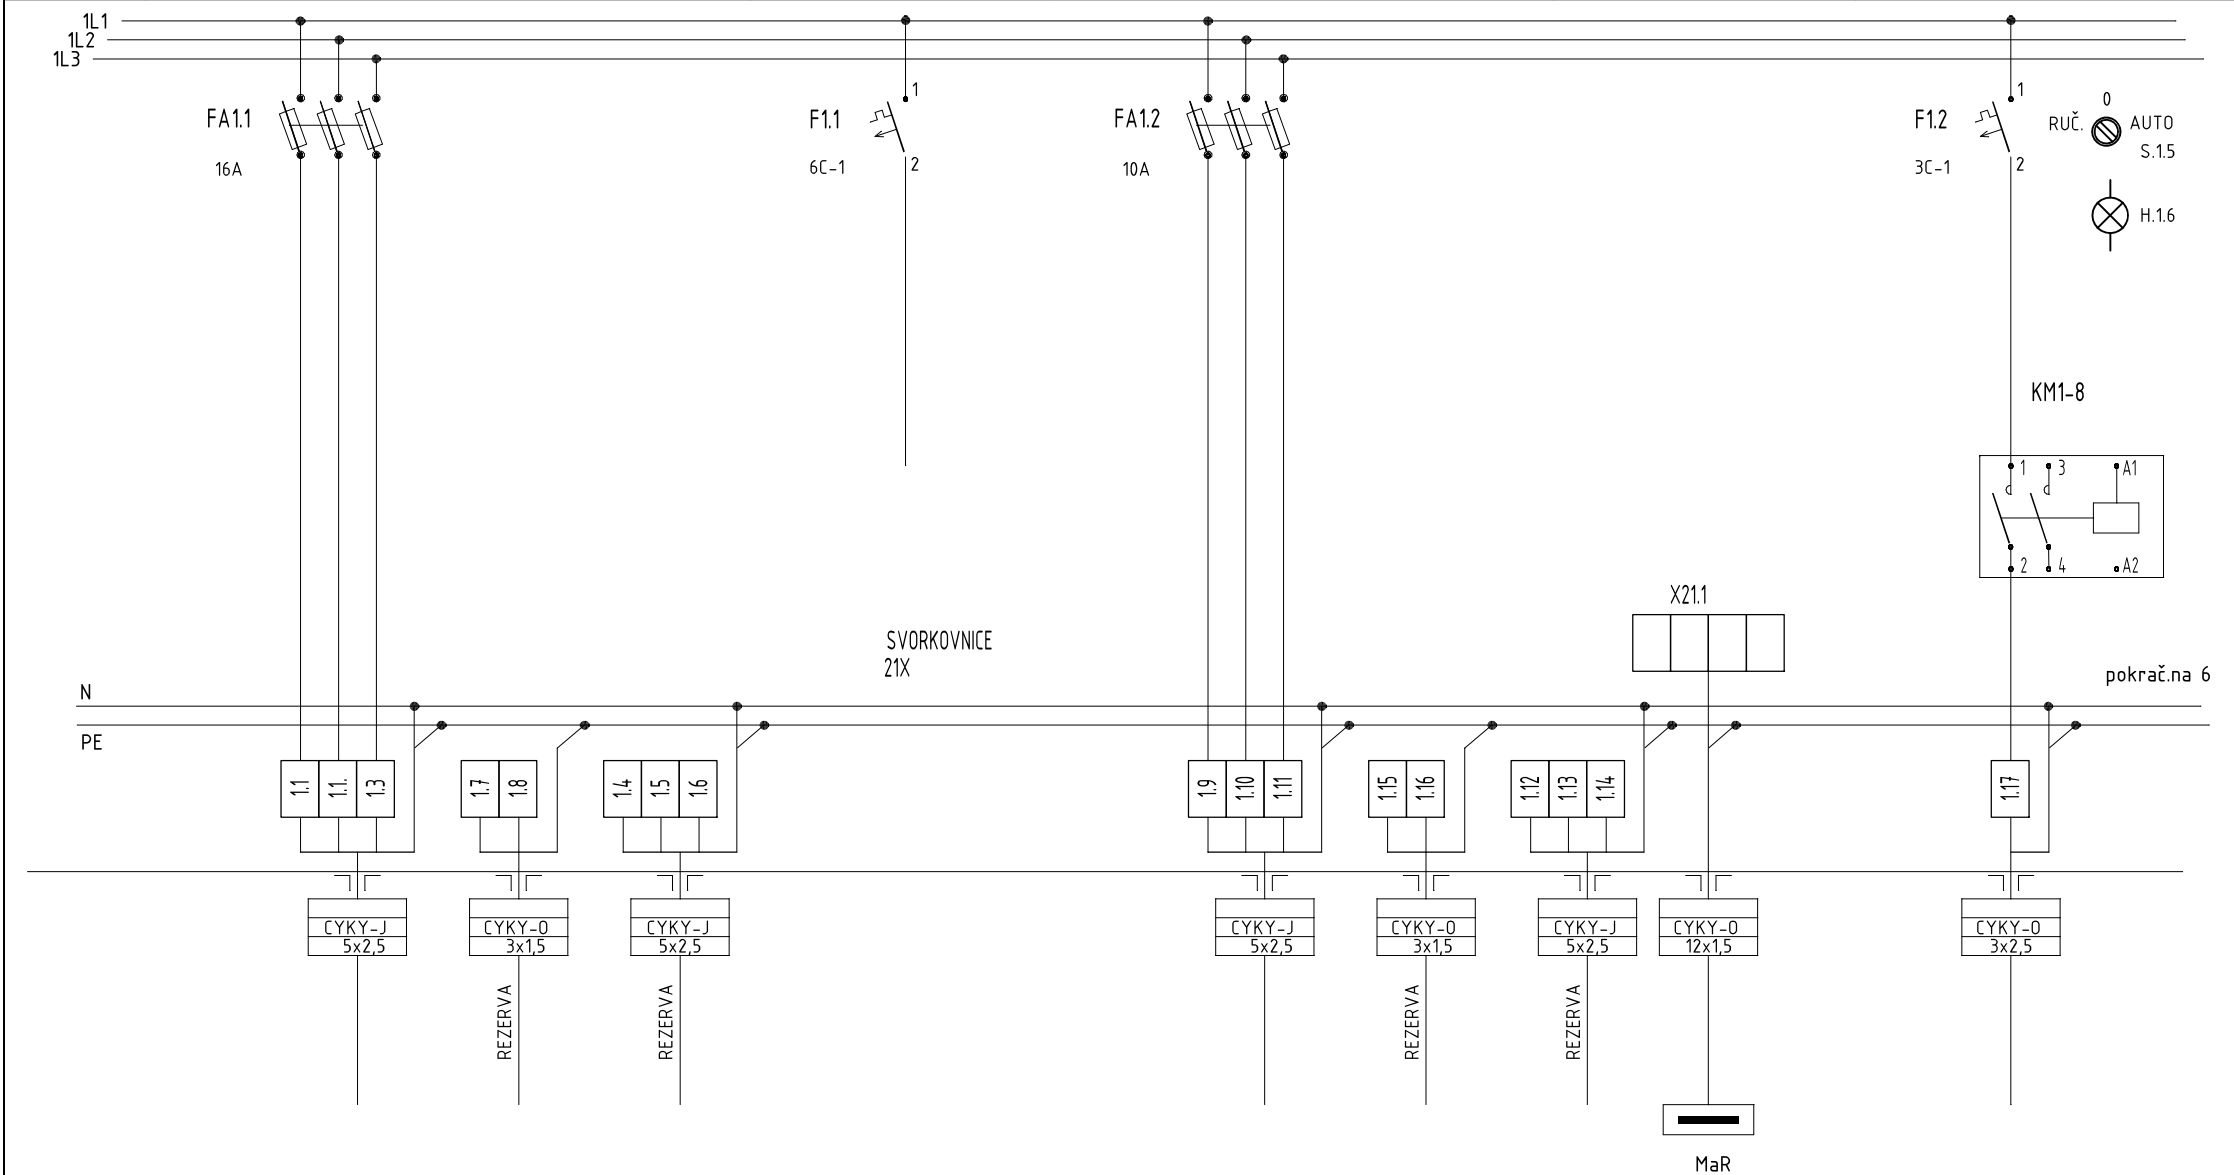 1L1
1L2
1L3
FA1.1
16A
F1.1
6C-1
1
2
FA1.2
10A
F1.2
3C-1
1
2
0
RUČ.
AUTO
S.1.5
H.1.6
KM1-8
1
3
A1
2
4
A2
X21.1
SVORKOVNICE
21X
pokrač.na 6
N
PE
1.1
1.1.
1.3
1.7
1.8
1.4
1.5
1.6
1.9
1.10
1.11
1.15
1.16
1.12
1.13
1.14
1.17
CYKY-J
5x2,5
CYKY-O
3x1,5
CYKY-J
5x2,5
CYKY-J
5x2,5
CYKY-O
3x1,5
CYKY-J
5x2,5
CYKY-O
12x1,5
CYKY-O
3x2,5
REZERVA
REZERVA
REZERVA
REZERVA
MaR